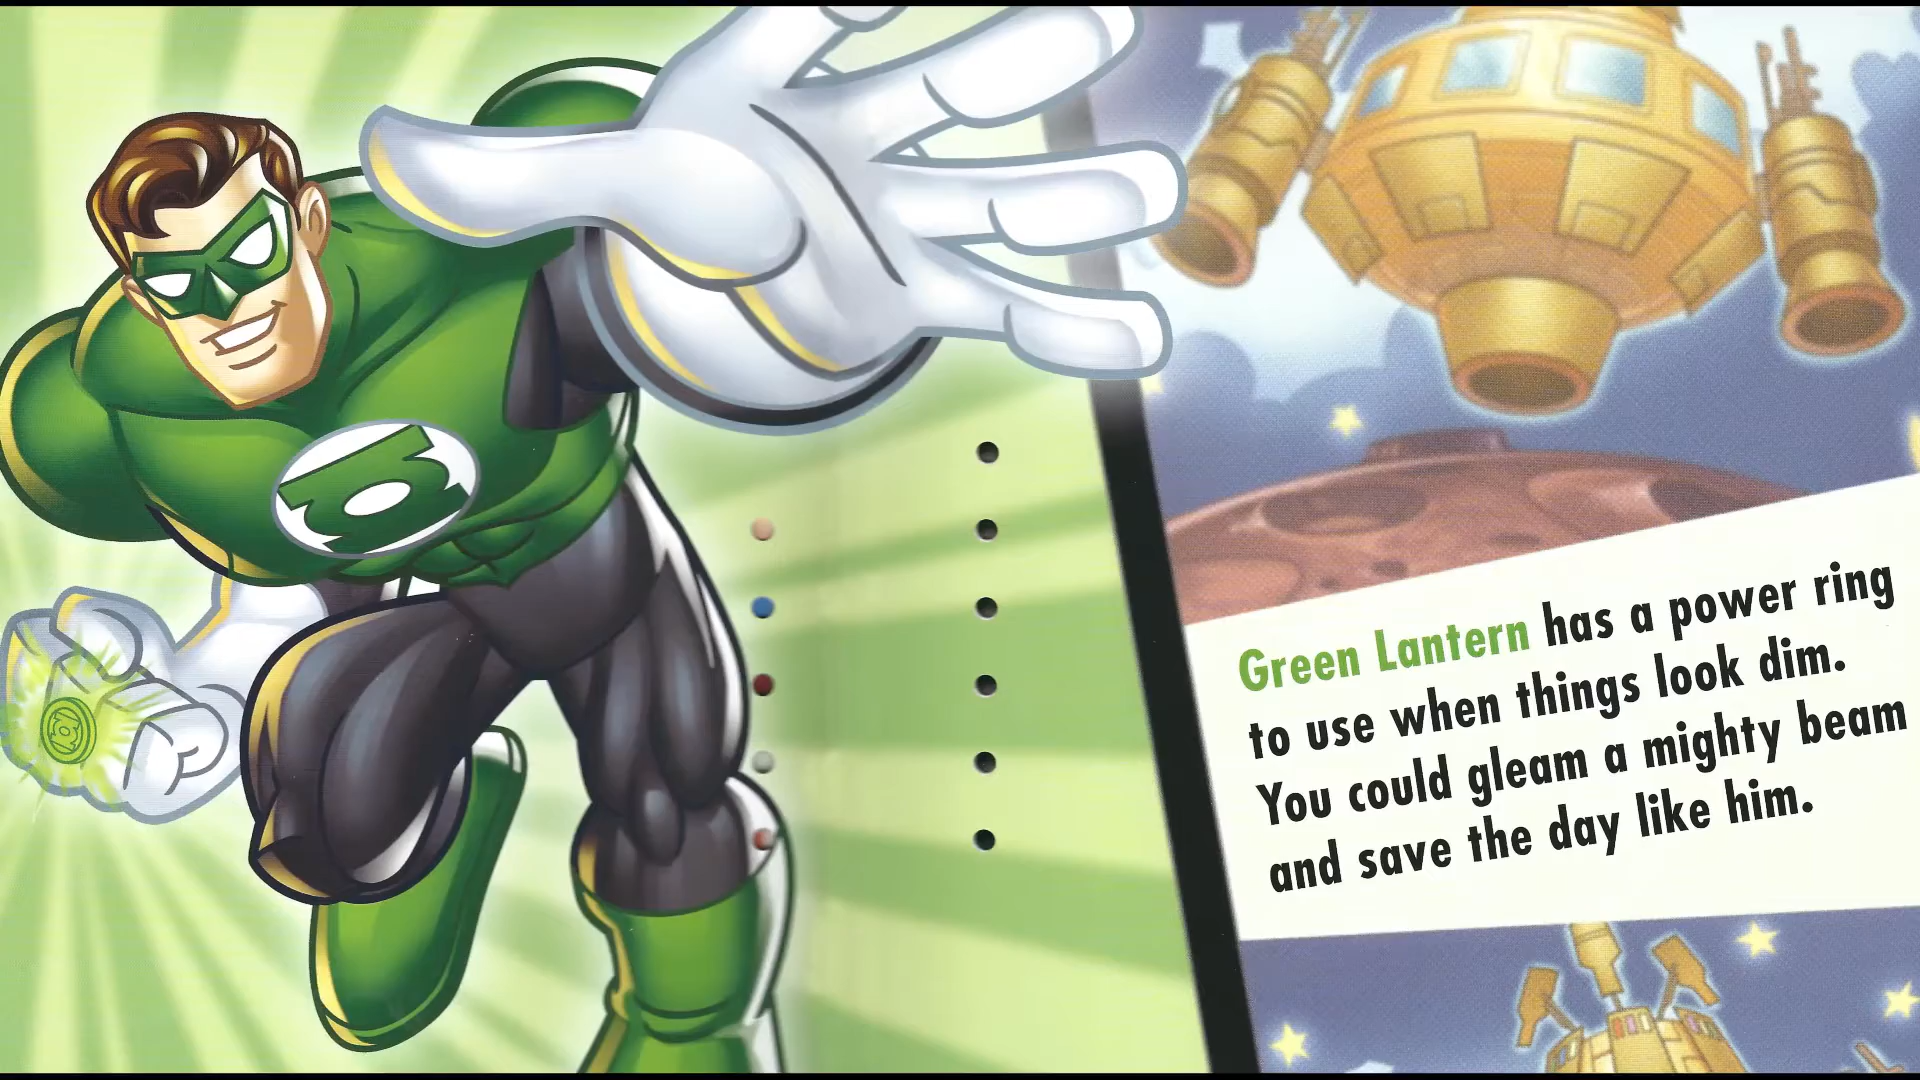 Green Lantern has a power ring
to use when things look dim.
You could gleam a mighty beam
and save the day like him.